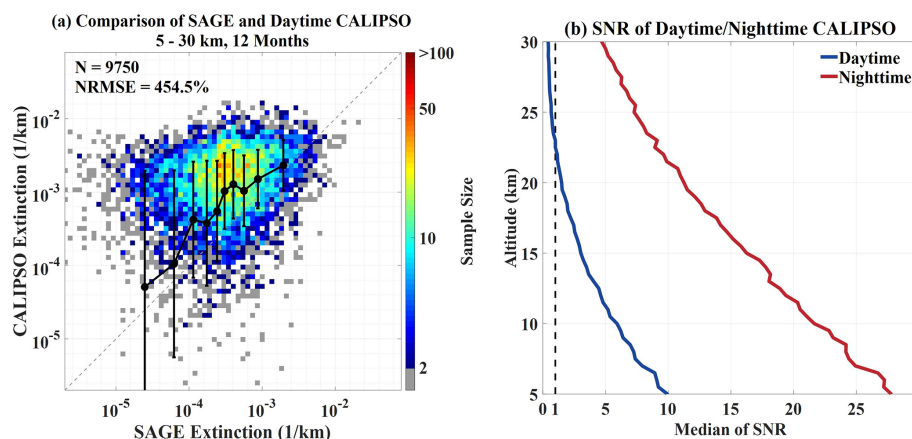 (a) Comparison of SAGE and Daytime CALIPSO
5 - 30 km, 12 Months
N = 9750
NRMSE = 454.5%
CALIPSO Extinction (1/km)
10^-2
10^-3
10^-4
10^-5
10^-5
10^-4
10^-3
10^-2
SAGE Extinction (1/km)
>100
50
10
2
Sample Size
(b) SNR of Daytime/Nighttime CALIPSO
Daytime
Nighttime
Altitude (km)
30
25
20
15
10
5
0 1 5 10 15 20 25
Median of SNR